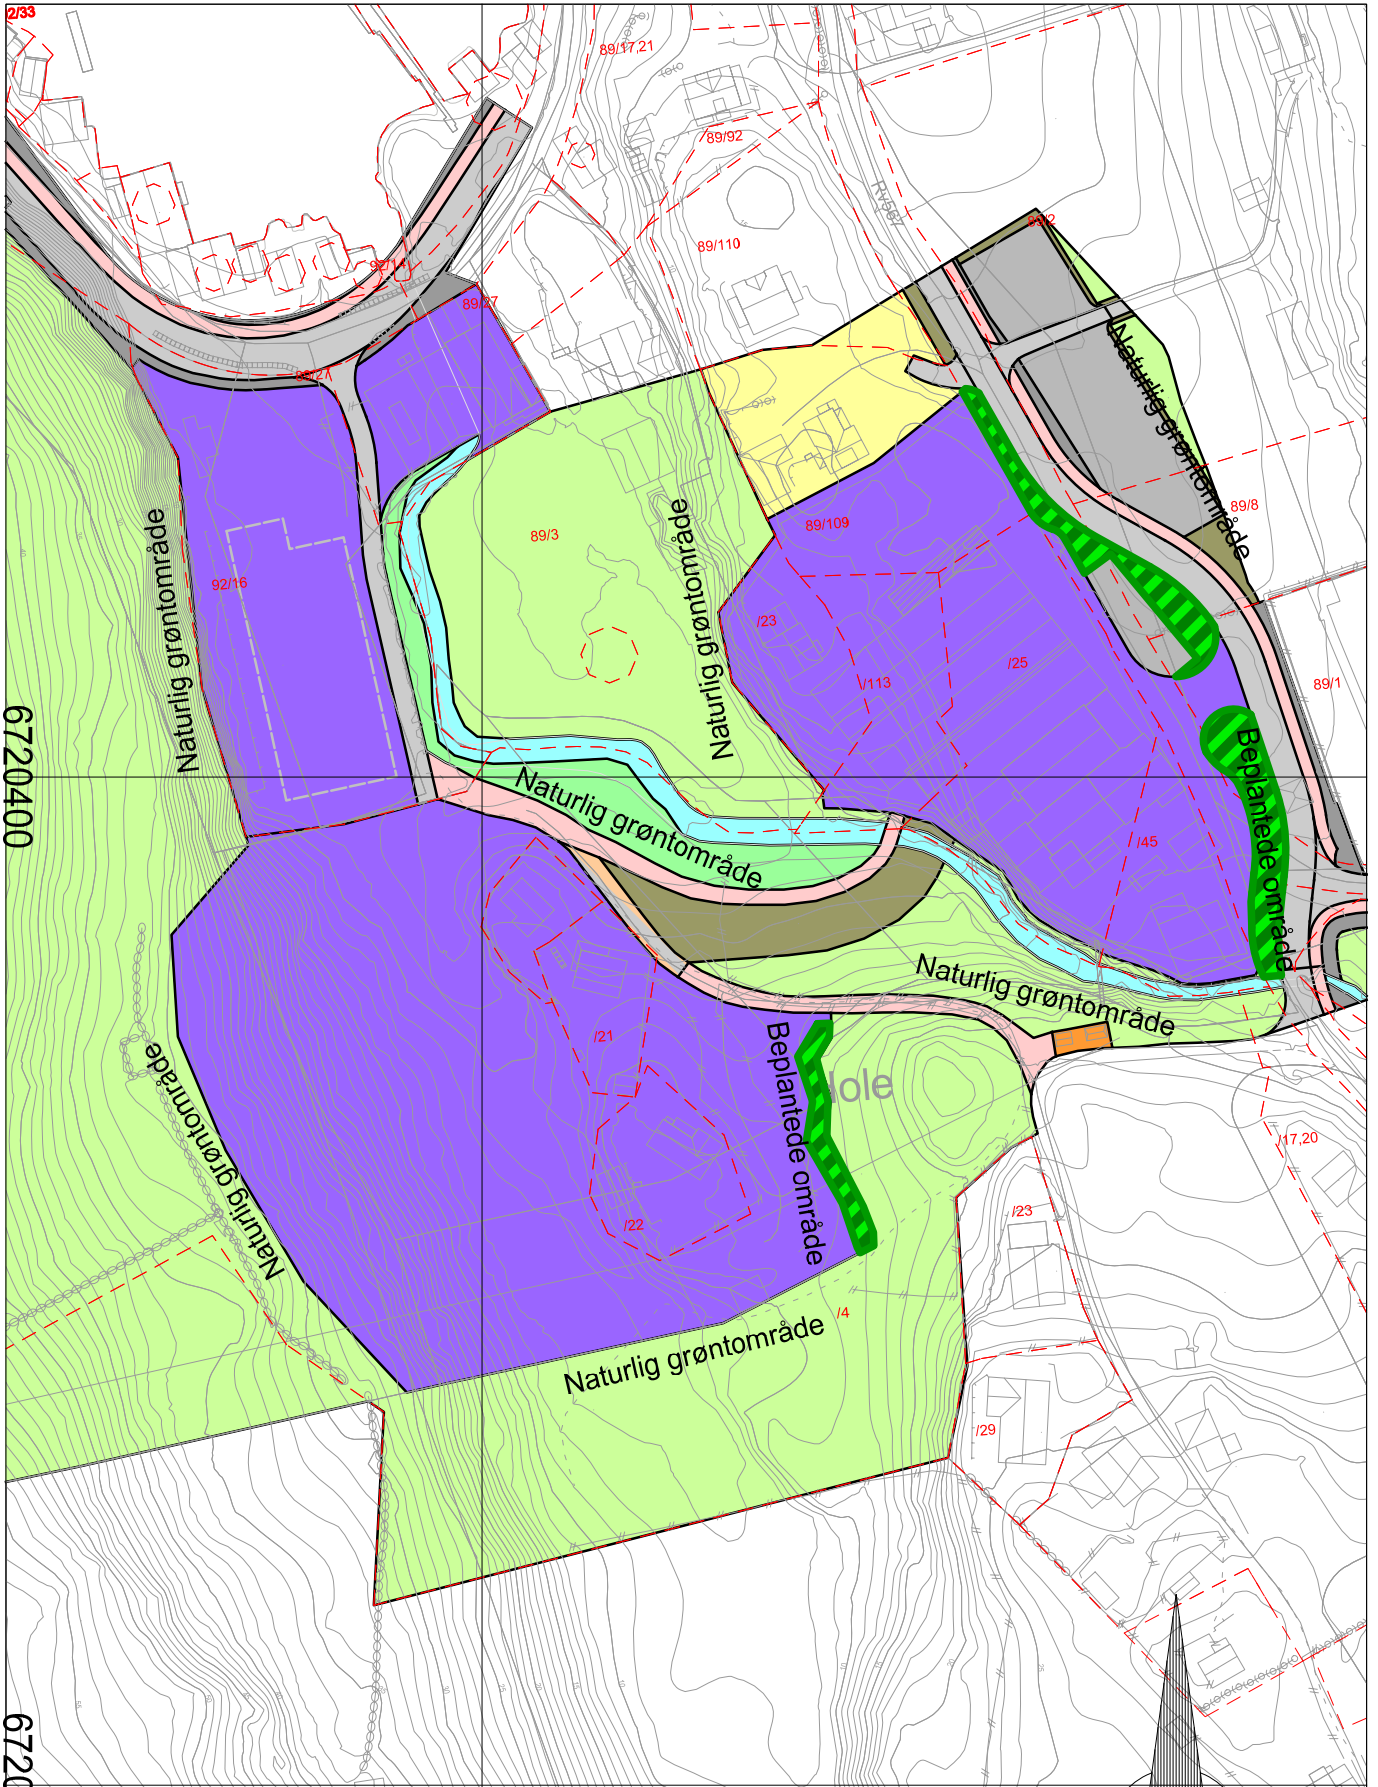 2/33
89/17,21
89/92
Rv567
89/2
89/110
92/14
89/27
89/27
Naturlig grøntområde
89/8
89/109
89/3
Naturlig grøntområde
Naturlig grøntområde
92/16
/23
/25
/113
89/1
6720400
Naturlig grøntområde
Beplantede område
/45
Naturlig grøntområde
/21
Beplantede område
Hole
Naturlig grøntområde
/17,20
/22
/23
/4
Naturlig grøntområde
/29
6720